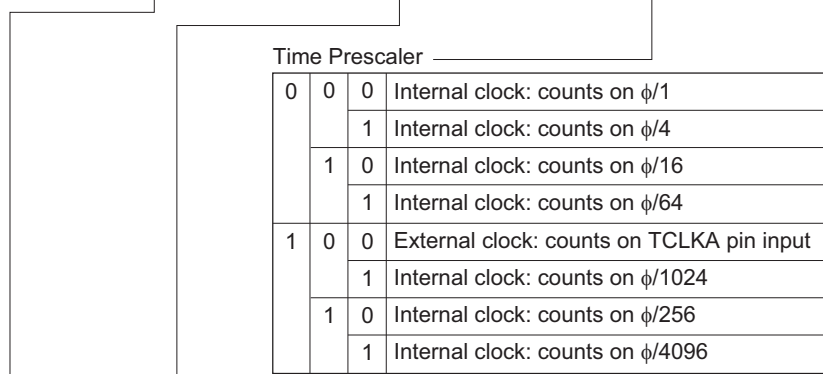 Time Prescaler
0 0 0 Internal clock: counts on ϕ/1
1 Internal clock: counts on ϕ/4
1 0 Internal clock: counts on ϕ/16
1 Internal clock: counts on ϕ/64
1 0 0 External clock: counts on TCLKA pin input
1 Internal clock: counts on ϕ/1024
1 0 Internal clock: counts on ϕ/256
1 Internal clock: counts on ϕ/4096